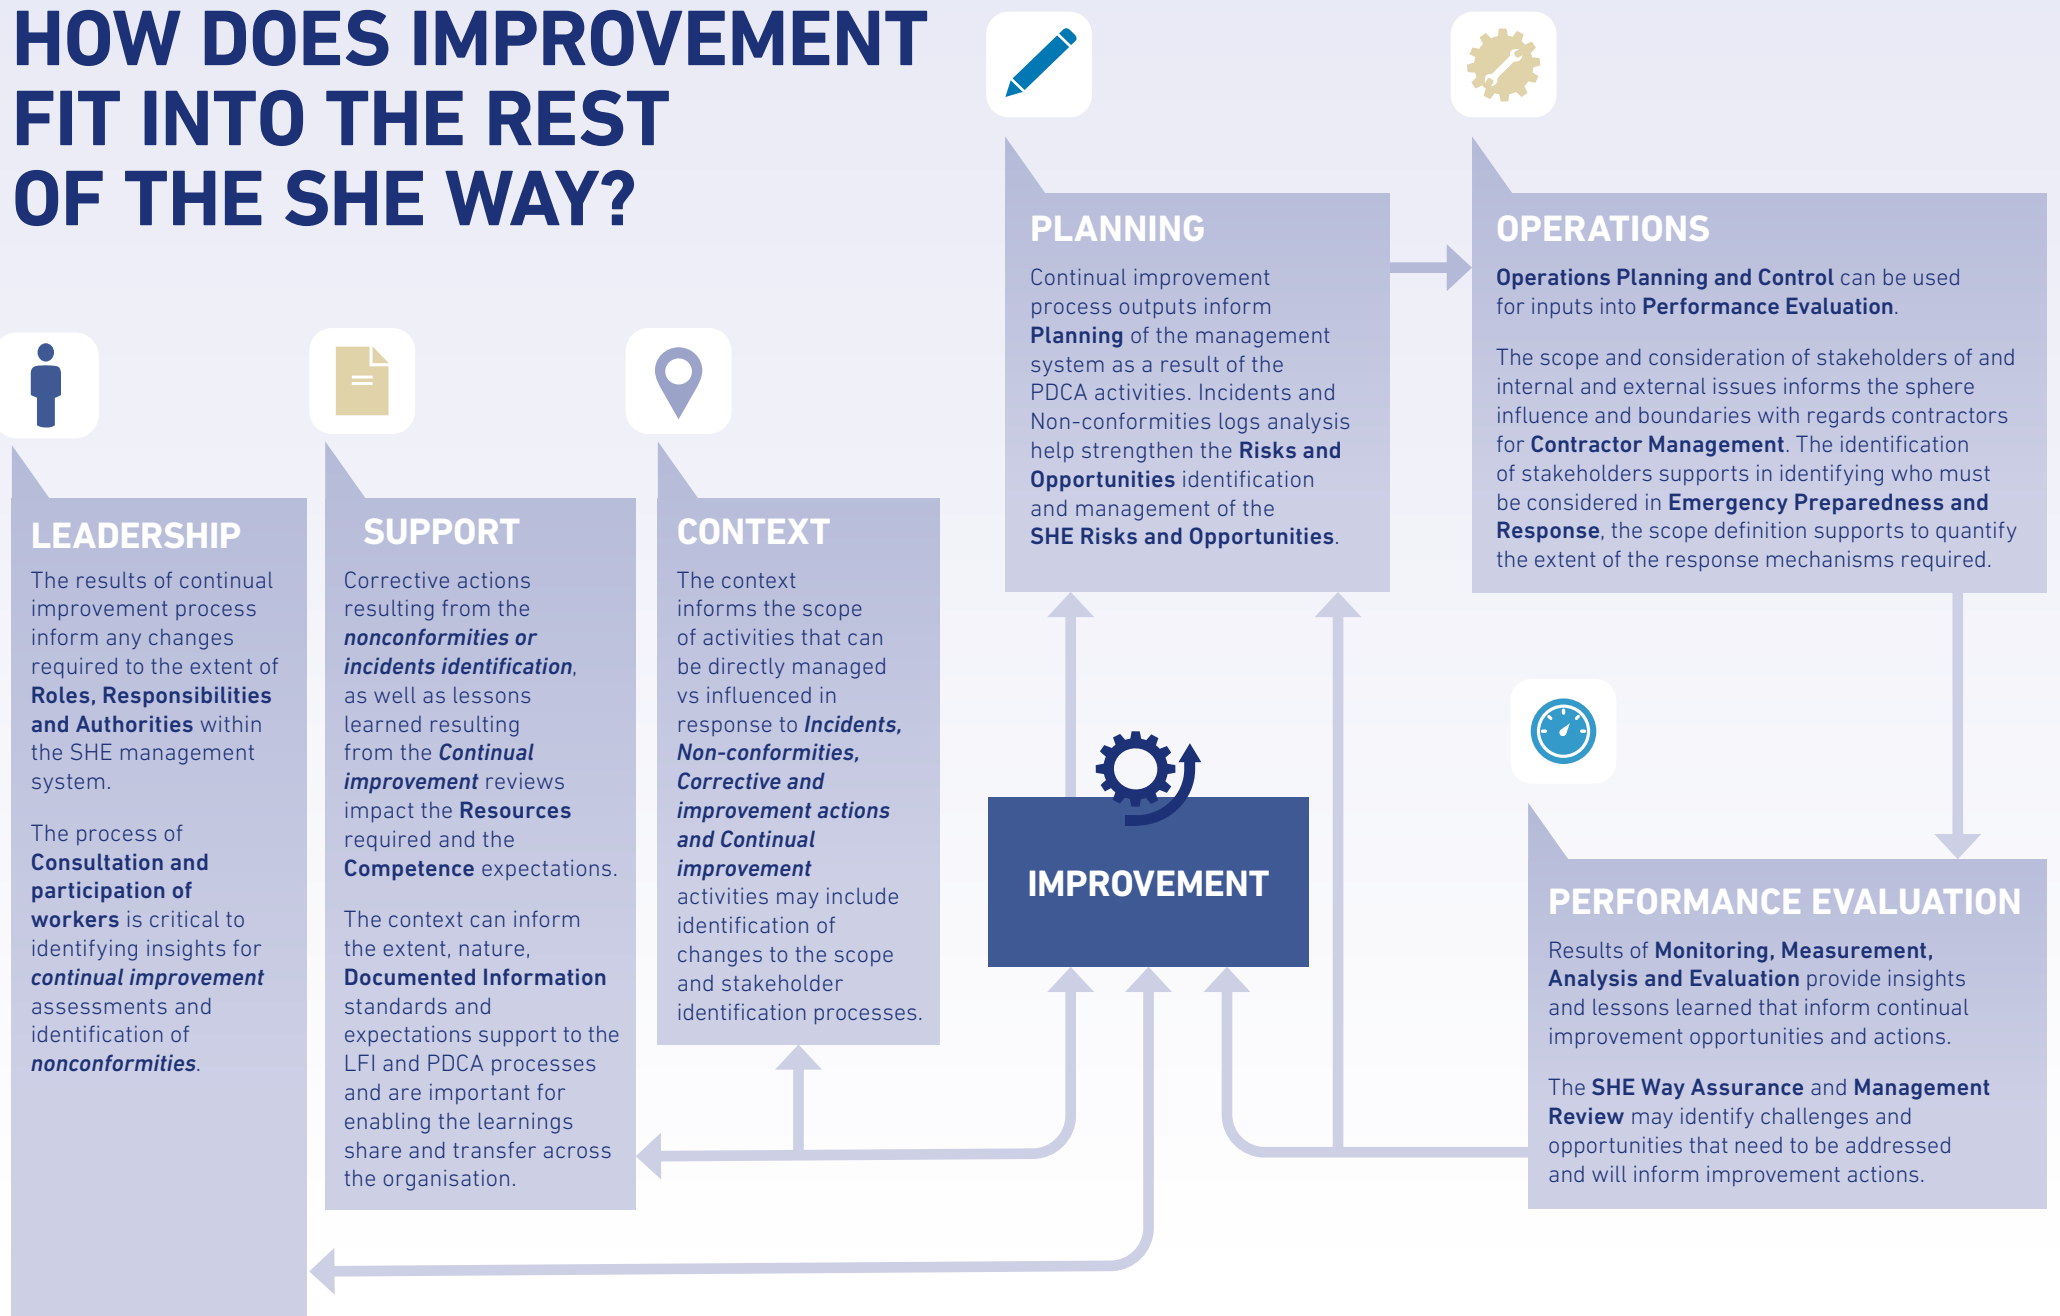 HOW DOES IMPROVEMENT
FIT INTO THE REST
OF THE SHE WAY?
LEADERSHIP
The results of continual
improvement process
inform any changes
required to the extent of
Roles, Responsibilities
and Authorities within
the SHE management
system.
The process of
Consultation and
participation of
workers is critical to
identifying insights for
continual improvement
assessments and
identification of
nonconformities.
SUPPORT
Corrective actions
resulting from the
nonconformities or
incidents identification,
as well as lessons
learned resulting
from the Continual
improvement reviews
impact the Resources
required and the
Competence expectations.
The context can inform
the extent, nature,
Documented Information
standards and
expectations support to the
LFI and PDCA processes
and are important for
enabling the learnings
share and transfer across
the organisation.
CONTEXT
The context
informs the scope
of activities that can
be directly managed
vs influenced in
response to Incidents,
Non-conformities,
Corrective and
improvement actions
and Continual
improvement
activities may include
identification of
changes to the scope
and stakeholder
identification processes.
PLANNING
Continual improvement
process outputs inform
Planning of the management
system as a result of the
PDCA activities. Incidents and
Non-conformities logs analysis
help strengthen the Risks and
Opportunities identification
and management of the
SHE Risks and Opportunities.
OPERATIONS
Operations Planning and Control can be used
for inputs into Performance Evaluation.
The scope and consideration of stakeholders of and
internal and external issues informs the sphere
influence and boundaries with regards contractors
for Contractor Management. The identification
of stakeholders supports in identifying who must
be considered in Emergency Preparedness and
Response, the scope definition supports to quantify
the extent of the response mechanisms required.
IMPROVEMENT
PERFORMANCE EVALUATION
Results of Monitoring, Measurement,
Analysis and Evaluation provide insights
and lessons learned that inform continual
improvement opportunities and actions.
The SHE Way Assurance and Management
Review may identify challenges and
opportunities that need to be addressed
and will inform improvement actions.